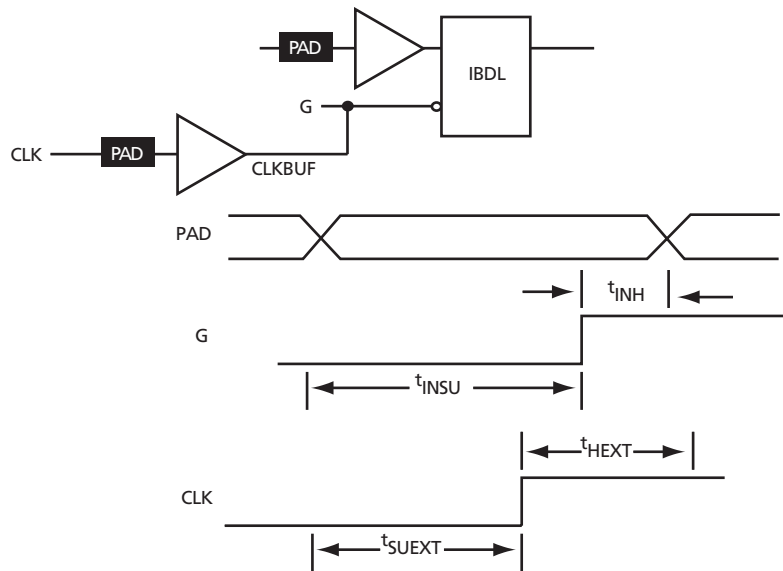 PAD
IBDL
G
CLK
PAD
CLKBUF
PAD
tINH
G
tINSU
tHEXT
CLK
tSUEXT